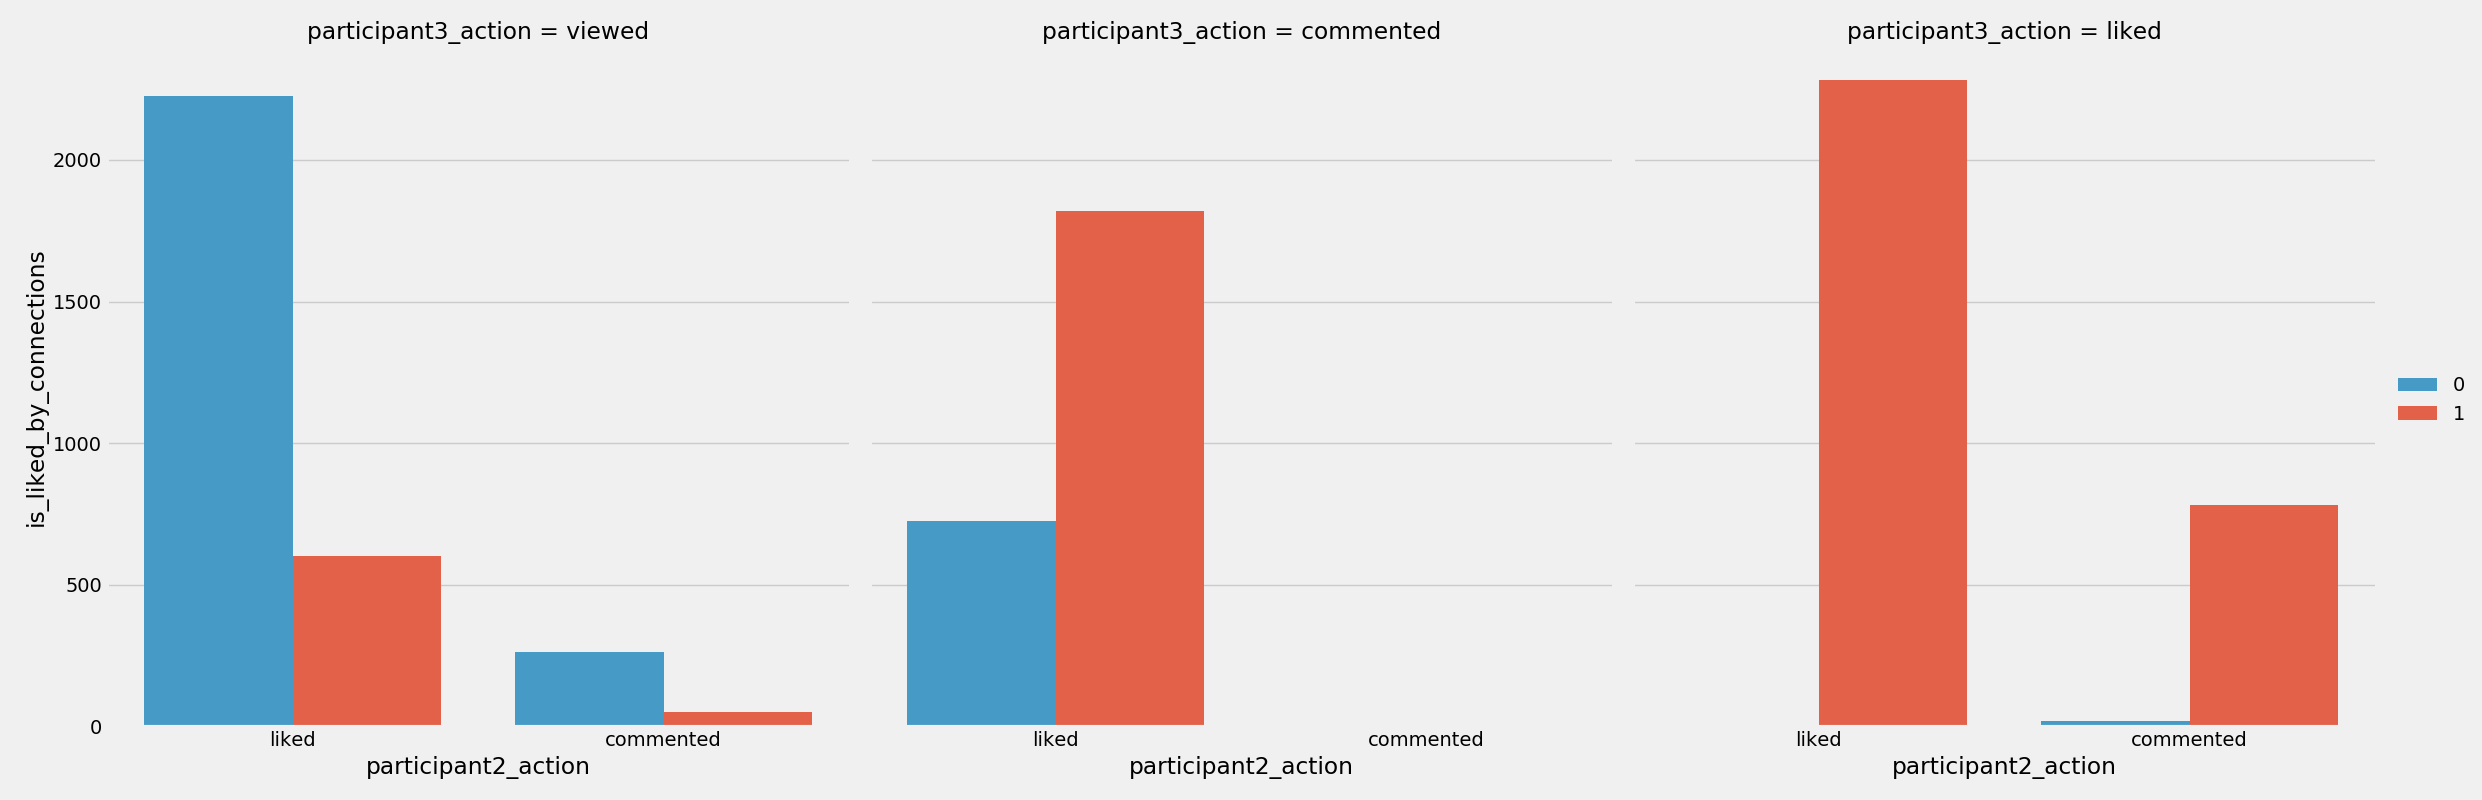 participant3_action = viewed
participant3_action = commented
participant3_action = liked
is_liked_by_connections
2000
1500
1000
500
0
liked
commented
liked
commented
liked
commented
participant2_action
participant2_action
participant2_action
0
1